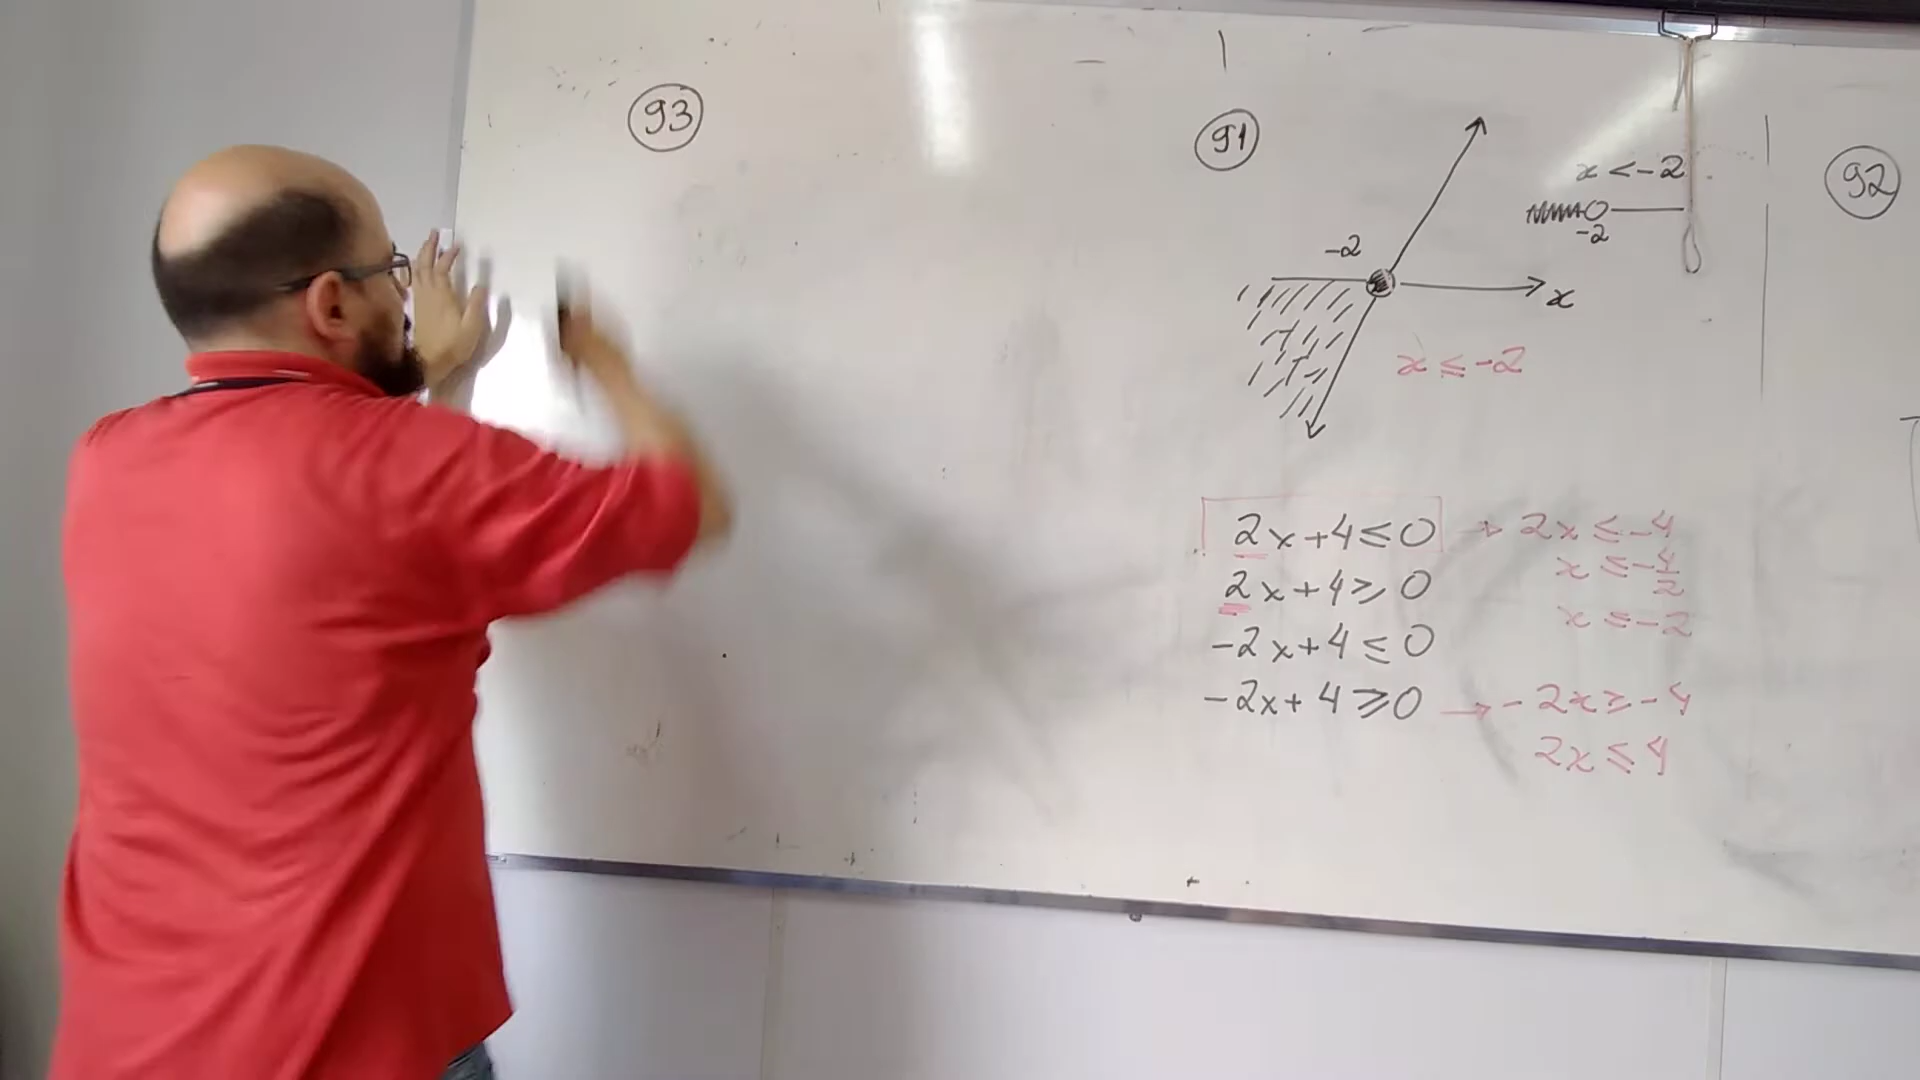 93
91
x < -2
-2
-2
x
x ≤ -2
2x+4 ≤ 0 → 2x ≤ -4
x ≤ -4/2
2x+4 ≥ 0
x ≤ -2
-2x+4 ≤ 0
-2x+4 ≥ 0 → -2x ≥ -4
2x ≤ 4
92